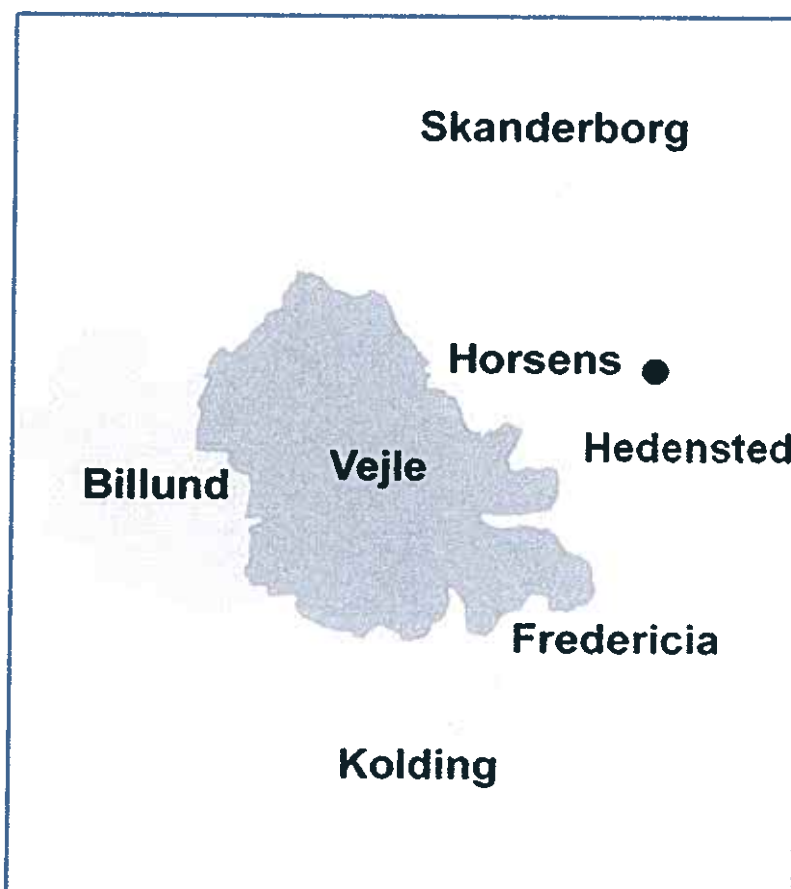 Skanderborg
Horsens
Hedensted
Vejle
Billund
Fredericia
Kolding